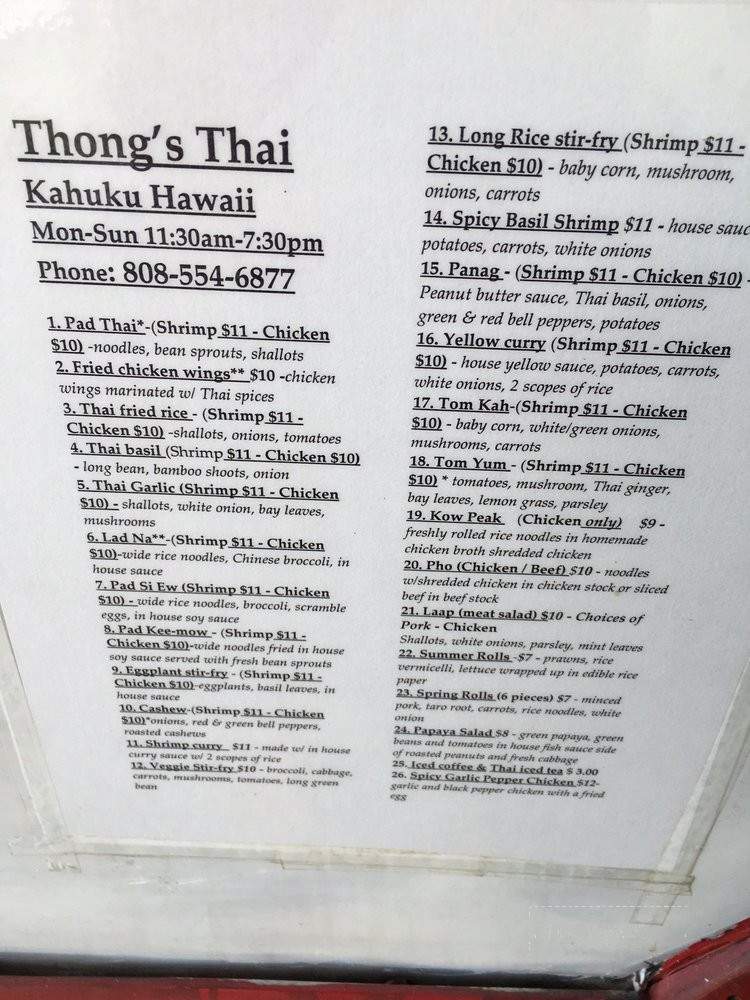 Thong's Thai
Kahuku Hawaii
Mon-Sun 11:30am-7:30pm
Phone: 808-554-6877
1. Pad Thai*-(Shrimp $11 - Chicken
$10) -noodles, bean sprouts, shallots
2. Fried chicken wings** $10 -chicken
wings marinated w/ Thai spices
3. Thai fried rice - (Shrimp $11 -
Chicken $10) -shallots, onions, tomatoes
4. Thai basil (Shrimp $11 - Chicken $10)
- long bean, bamboo shoots, onion
5. Thai Garlic (Shrimp $11 - Chicken
$10) - shallots, white onion, bay leaves,
mushrooms
6. Lad Na**-(Shrimp $11 - Chicken
$10)-wide rice noodles, Chinese broccoli, in
house sauce
7. Pad Si Ew (Shrimp $11 - Chicken
$10) - wide rice noodles, broccoli, scramble
eggs, in house soy sauce
8. Pad Kee-mow - (Shrimp $11 -
Chicken $10)-wide noodles fried in house
soy sauce served with fresh bean sprouts
9. Eggplant stir-fry - (Shrimp $11 -
Chicken $10)-eggplants, basil leaves, in
house sauce
10. Cashew-(Shrimp $11 - Chicken
$10)*onions, red & green bell peppers,
roasted cashews
11. Shrimp curry $11 - made w/ in house
curry sauce w/ 2 scopes of rice
12. Veggie Stir-fry $10 - broccoli, cabbage,
carrots, mushrooms, tomatoes, long green
bean
13. Long Rice stir-fry (Shrimp $11 -
Chicken $10) - baby corn, mushroom,
onions, carrots
14. Spicy Basil Shrimp $11 - house sauc
potatoes, carrots, white onions
15. Panag - (Shrimp $11 - Chicken $10) -
Peanut butter sauce, Thai basil, onions,
green & red bell peppers, potatoes
16. Yellow curry (Shrimp $11 - Chicken
$10) - house yellow sauce, potatoes, carrots,
white onions, 2 scopes of rice
17. Tom Kah-(Shrimp $11 - Chicken
$10) - baby corn, white/green onions,
mushrooms, carrots
18. Tom Yum - (Shrimp $11 - Chicken
$10) * tomatoes, mushroom, Thai ginger,
bay leaves, lemon grass, parsley
19. Kow Peak (Chicken only) $9 -
freshly rolled rice noodles in homemade
chicken broth shredded chicken
20. Pho (Chicken / Beef) $10 - noodles
w/shredded chicken in chicken stock or sliced
beef in beef stock
21. Laap (meat salad) $10 - Choices of
Pork - Chicken
Shallots, white onions, parsley, mint leaves
22. Summer Rolls -$7 - prawns, rice
vermicelli, lettuce wrapped up in edible rice
paper
23. Spring Rolls (6 pieces) $7 - minced
pork, taro root, carrots, rice noodles, white
onion
24. Papaya Salad $8 - green papaya, green
beans and tomatoes in house fish sauce side
of roasted peanuts and fresh cabbage
25. Iced coffee & Thai iced tea $ 3.00
26. Spicy Garlic Pepper Chicken $12-
garlic and black pepper chicken with a fried
egg